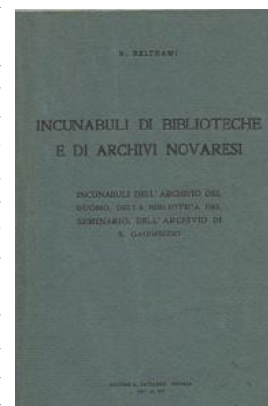 R. BELTRAMI
INCUNABULI DI BIBLIOTECHE
E DI ARCHIVI NOVARESI
INCUNABULI DELL'ARCHIVIO DEL
DUOMO, DELLA BIBLIOTECA DEL
SEMINARIO, DELL'ARCHIVIO DI
S. GAUDENZIO